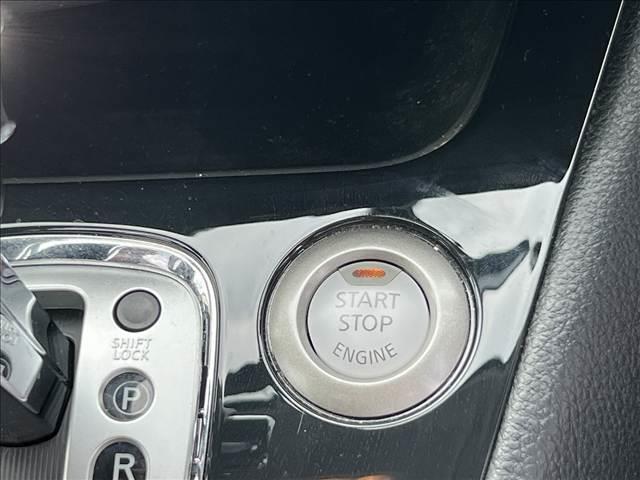 START
STOP
ENGINE
SHIFT
LOCK
P
R